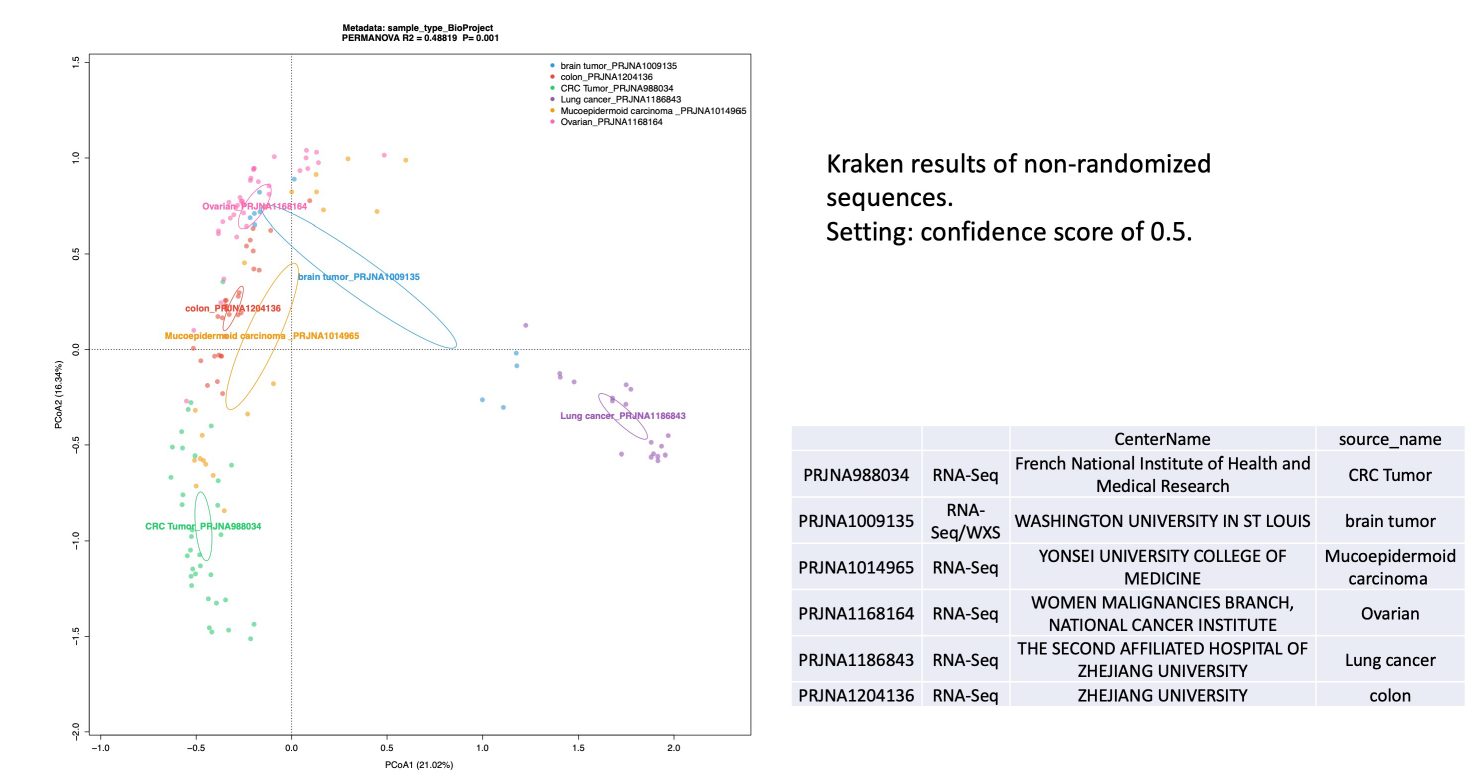 Metadata: sample_type_BioProject
PERMANOVA R2 = 0.48819 P= 0.001
1.5
1.0
0.5
0.0
−0.5
−1.0
−1.5
−2.0
PCoA2 (16.34%)
brain tumor_PRJNA1009135
colon_PRJNA1204136
CRC Tumor_PRJNA988034
Lung cancer_PRJNA1186843
Mucoepidermoid carcinoma _PRJNA1014965
Ovarian_PRJNA1168164
Ovarian_PRJNA1168164
brain tumor_PRJNA1009135
colon_PRJNA1204136
Mucoepidermoid carcinoma _PRJNA1014965
Lung cancer_PRJNA1186843
CRC Tumor_PRJNA988034
−1.0
−0.5
0.0
0.5
1.0
1.5
2.0
PCoA1 (21.02%)
Kraken results of non-randomized
sequences.
Setting: confidence score of 0.5.
CenterName source_name
PRJNA988034 RNA-Seq French National Institute of Health and
Medical Research CRC Tumor
PRJNA1009135 RNA-
Seq/WXS WASHINGTON UNIVERSITY IN ST LOUIS brain tumor
PRJNA1014965 RNA-Seq YONSEI UNIVERSITY COLLEGE OF
MEDICINE Mucoepidermoid
carcinoma
PRJNA1168164 RNA-Seq WOMEN MALIGNANCIES BRANCH,
NATIONAL CANCER INSTITUTE Ovarian
PRJNA1186843 RNA-Seq THE SECOND AFFILIATED HOSPITAL OF
ZHEJIANG UNIVERSITY Lung cancer
PRJNA1204136 RNA-Seq ZHEJIANG UNIVERSITY colon